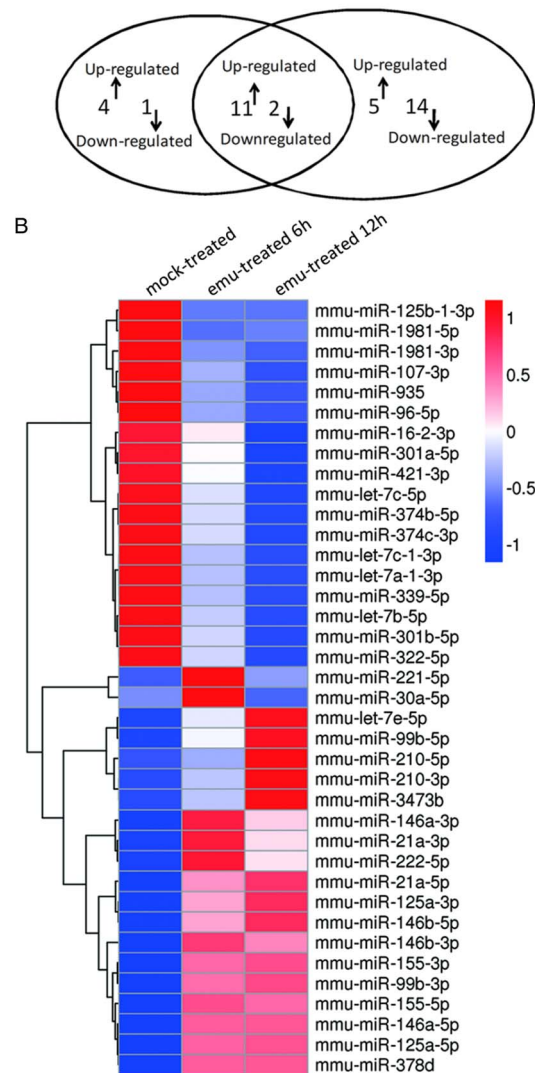 Up-regulated
4 1
Down-regulated
Up-regulated
11 2
Downregulated
Up-regulated
5 14
Down-regulated
B
mock-treated
emu-treated 6h
emu-treated 12h
mmu-miR-125b-1-3p
mmu-miR-1981-5p
mmu-miR-1981-3p
mmu-miR-107-3p
mmu-miR-935
mmu-miR-96-5p
mmu-miR-16-2-3p
mmu-miR-301a-5p
mmu-miR-421-3p
mmu-let-7c-5p
mmu-miR-374b-5p
mmu-miR-374c-3p
mmu-let-7c-1-3p
mmu-let-7a-1-3p
mmu-miR-339-5p
mmu-let-7b-5p
mmu-miR-301b-5p
mmu-miR-322-5p
mmu-miR-221-5p
mmu-miR-30a-5p
mmu-let-7e-5p
mmu-miR-99b-5p
mmu-miR-210-5p
mmu-miR-210-3p
mmu-miR-3473b
mmu-miR-146a-3p
mmu-miR-21a-3p
mmu-miR-222-5p
mmu-miR-21a-5p
mmu-miR-125a-3p
mmu-miR-146b-5p
mmu-miR-146b-3p
mmu-miR-155-3p
mmu-miR-99b-3p
mmu-miR-155-5p
mmu-miR-146a-5p
mmu-miR-125a-5p
mmu-miR-378d
1
0.5
0
-0.5
-1